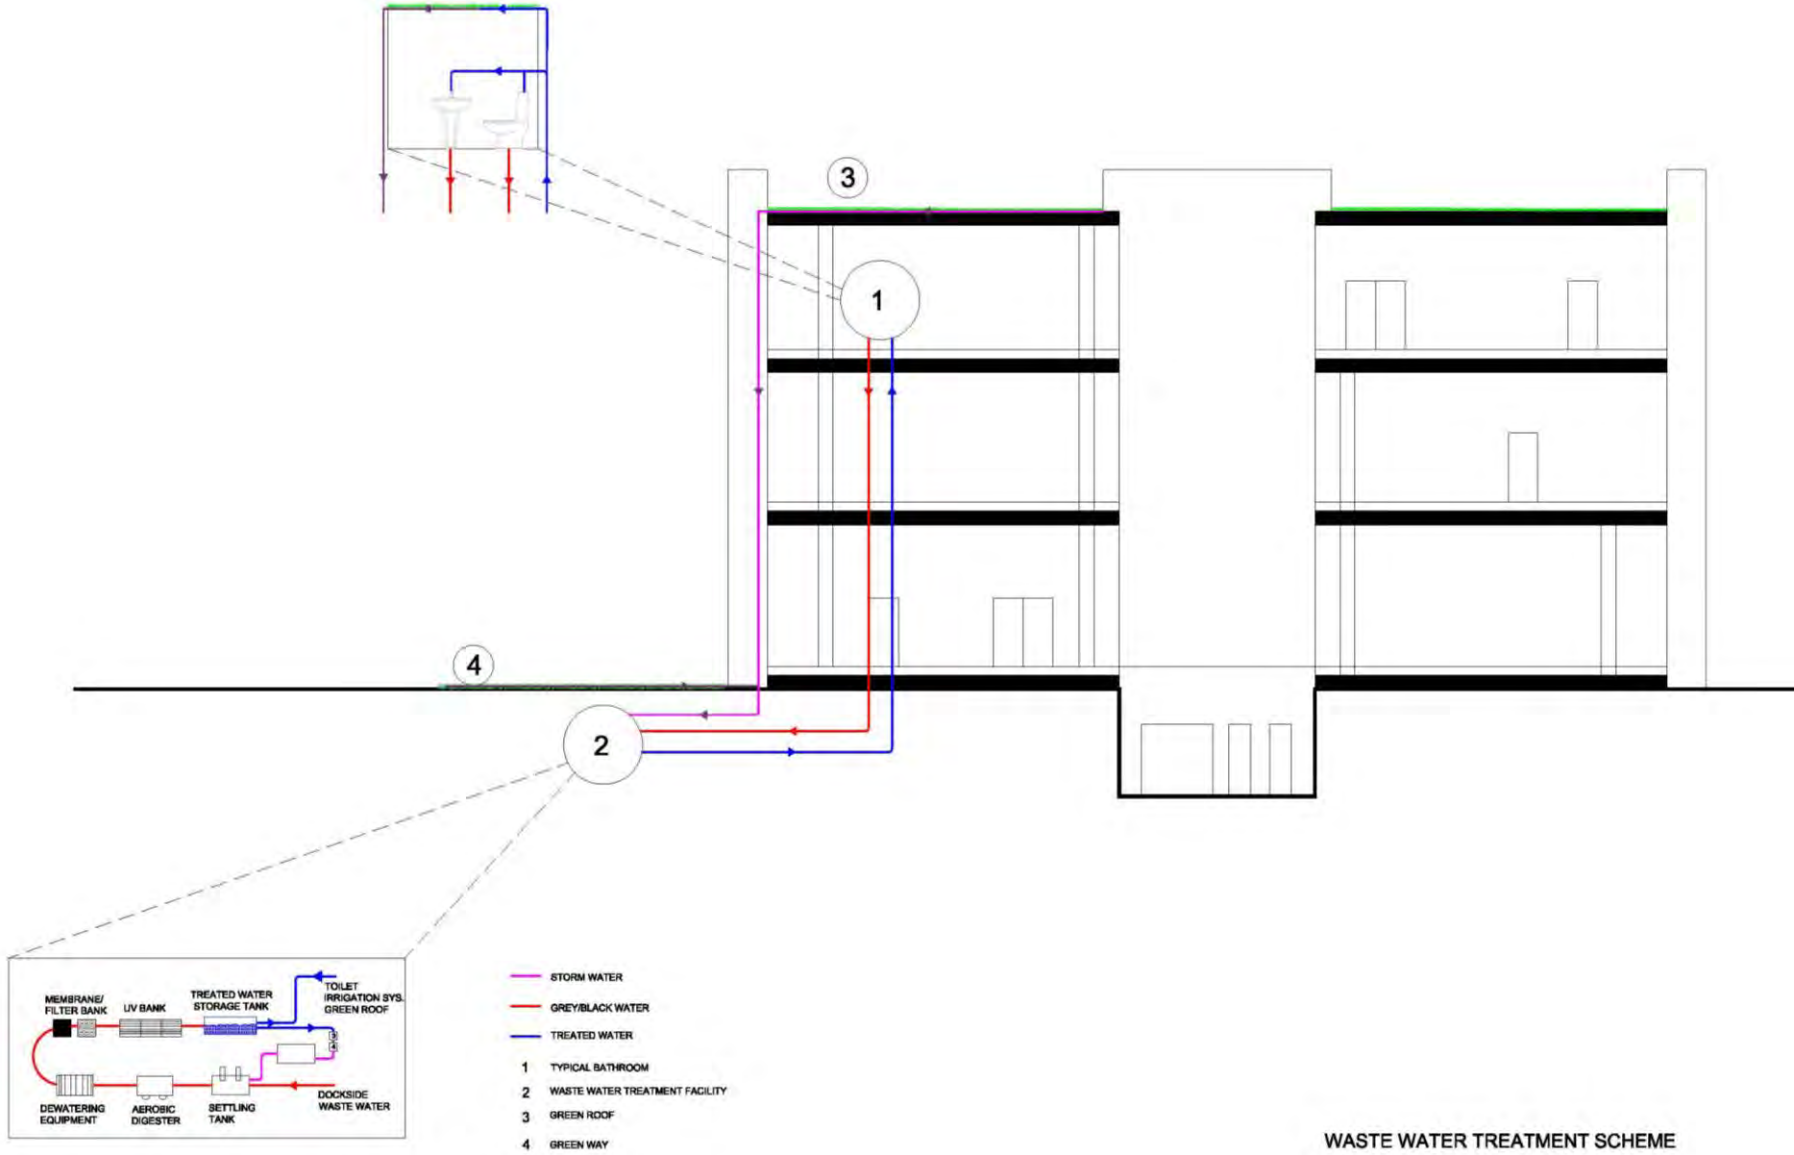 3
1
4
2
MEMBRANE/
FILTER BANK
UV BANK
TREATED WATER
STORAGE TANK
TOILET
IRRIGATION SYS.
GREEN ROOF
DEWATERING
EQUIPMENT
AEROBIC
DIGESTER
SETTLING
TANK
DOCKSIDE
WASTE WATER
STORM WATER
GREY/BLACK WATER
TREATED WATER
1 TYPICAL BATHROOM
2 WASTE WATER TREATMENT FACILITY
3 GREEN ROOF
4 GREEN WAY
WASTE WATER TREATMENT SCHEME